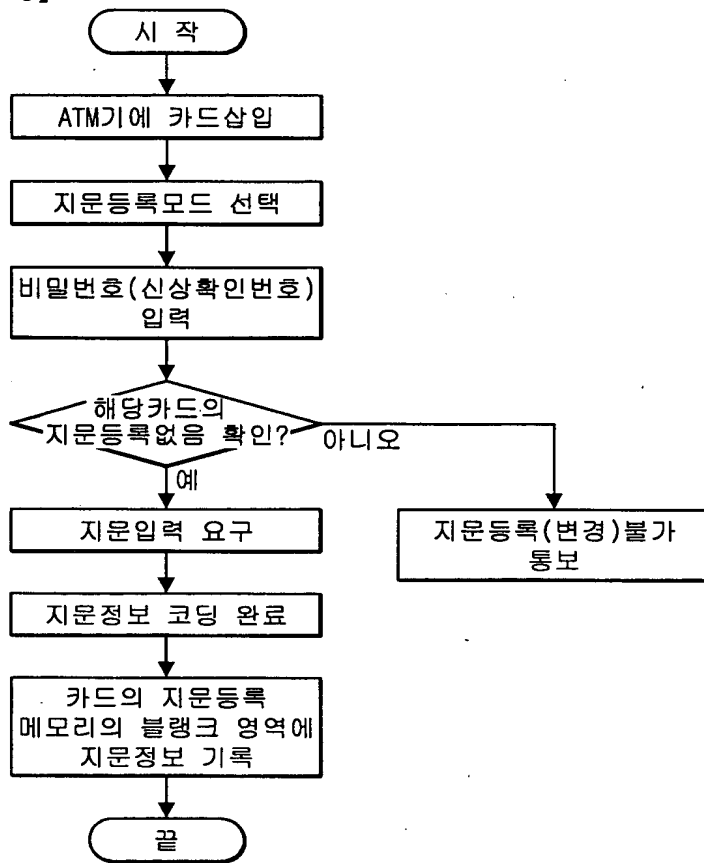 시 작
ATM기에 카드삽입
지문등록모드 선택
비밀번호(신상확인번호)
입력
해당카드의
지문등록없음 확인?
아니오
예
지문입력 요구
지문등록(변경)불가
통보
지문정보 코딩 완료
카드의 지문등록
메모리의 블랭크 영역에
지문정보 기록
끝